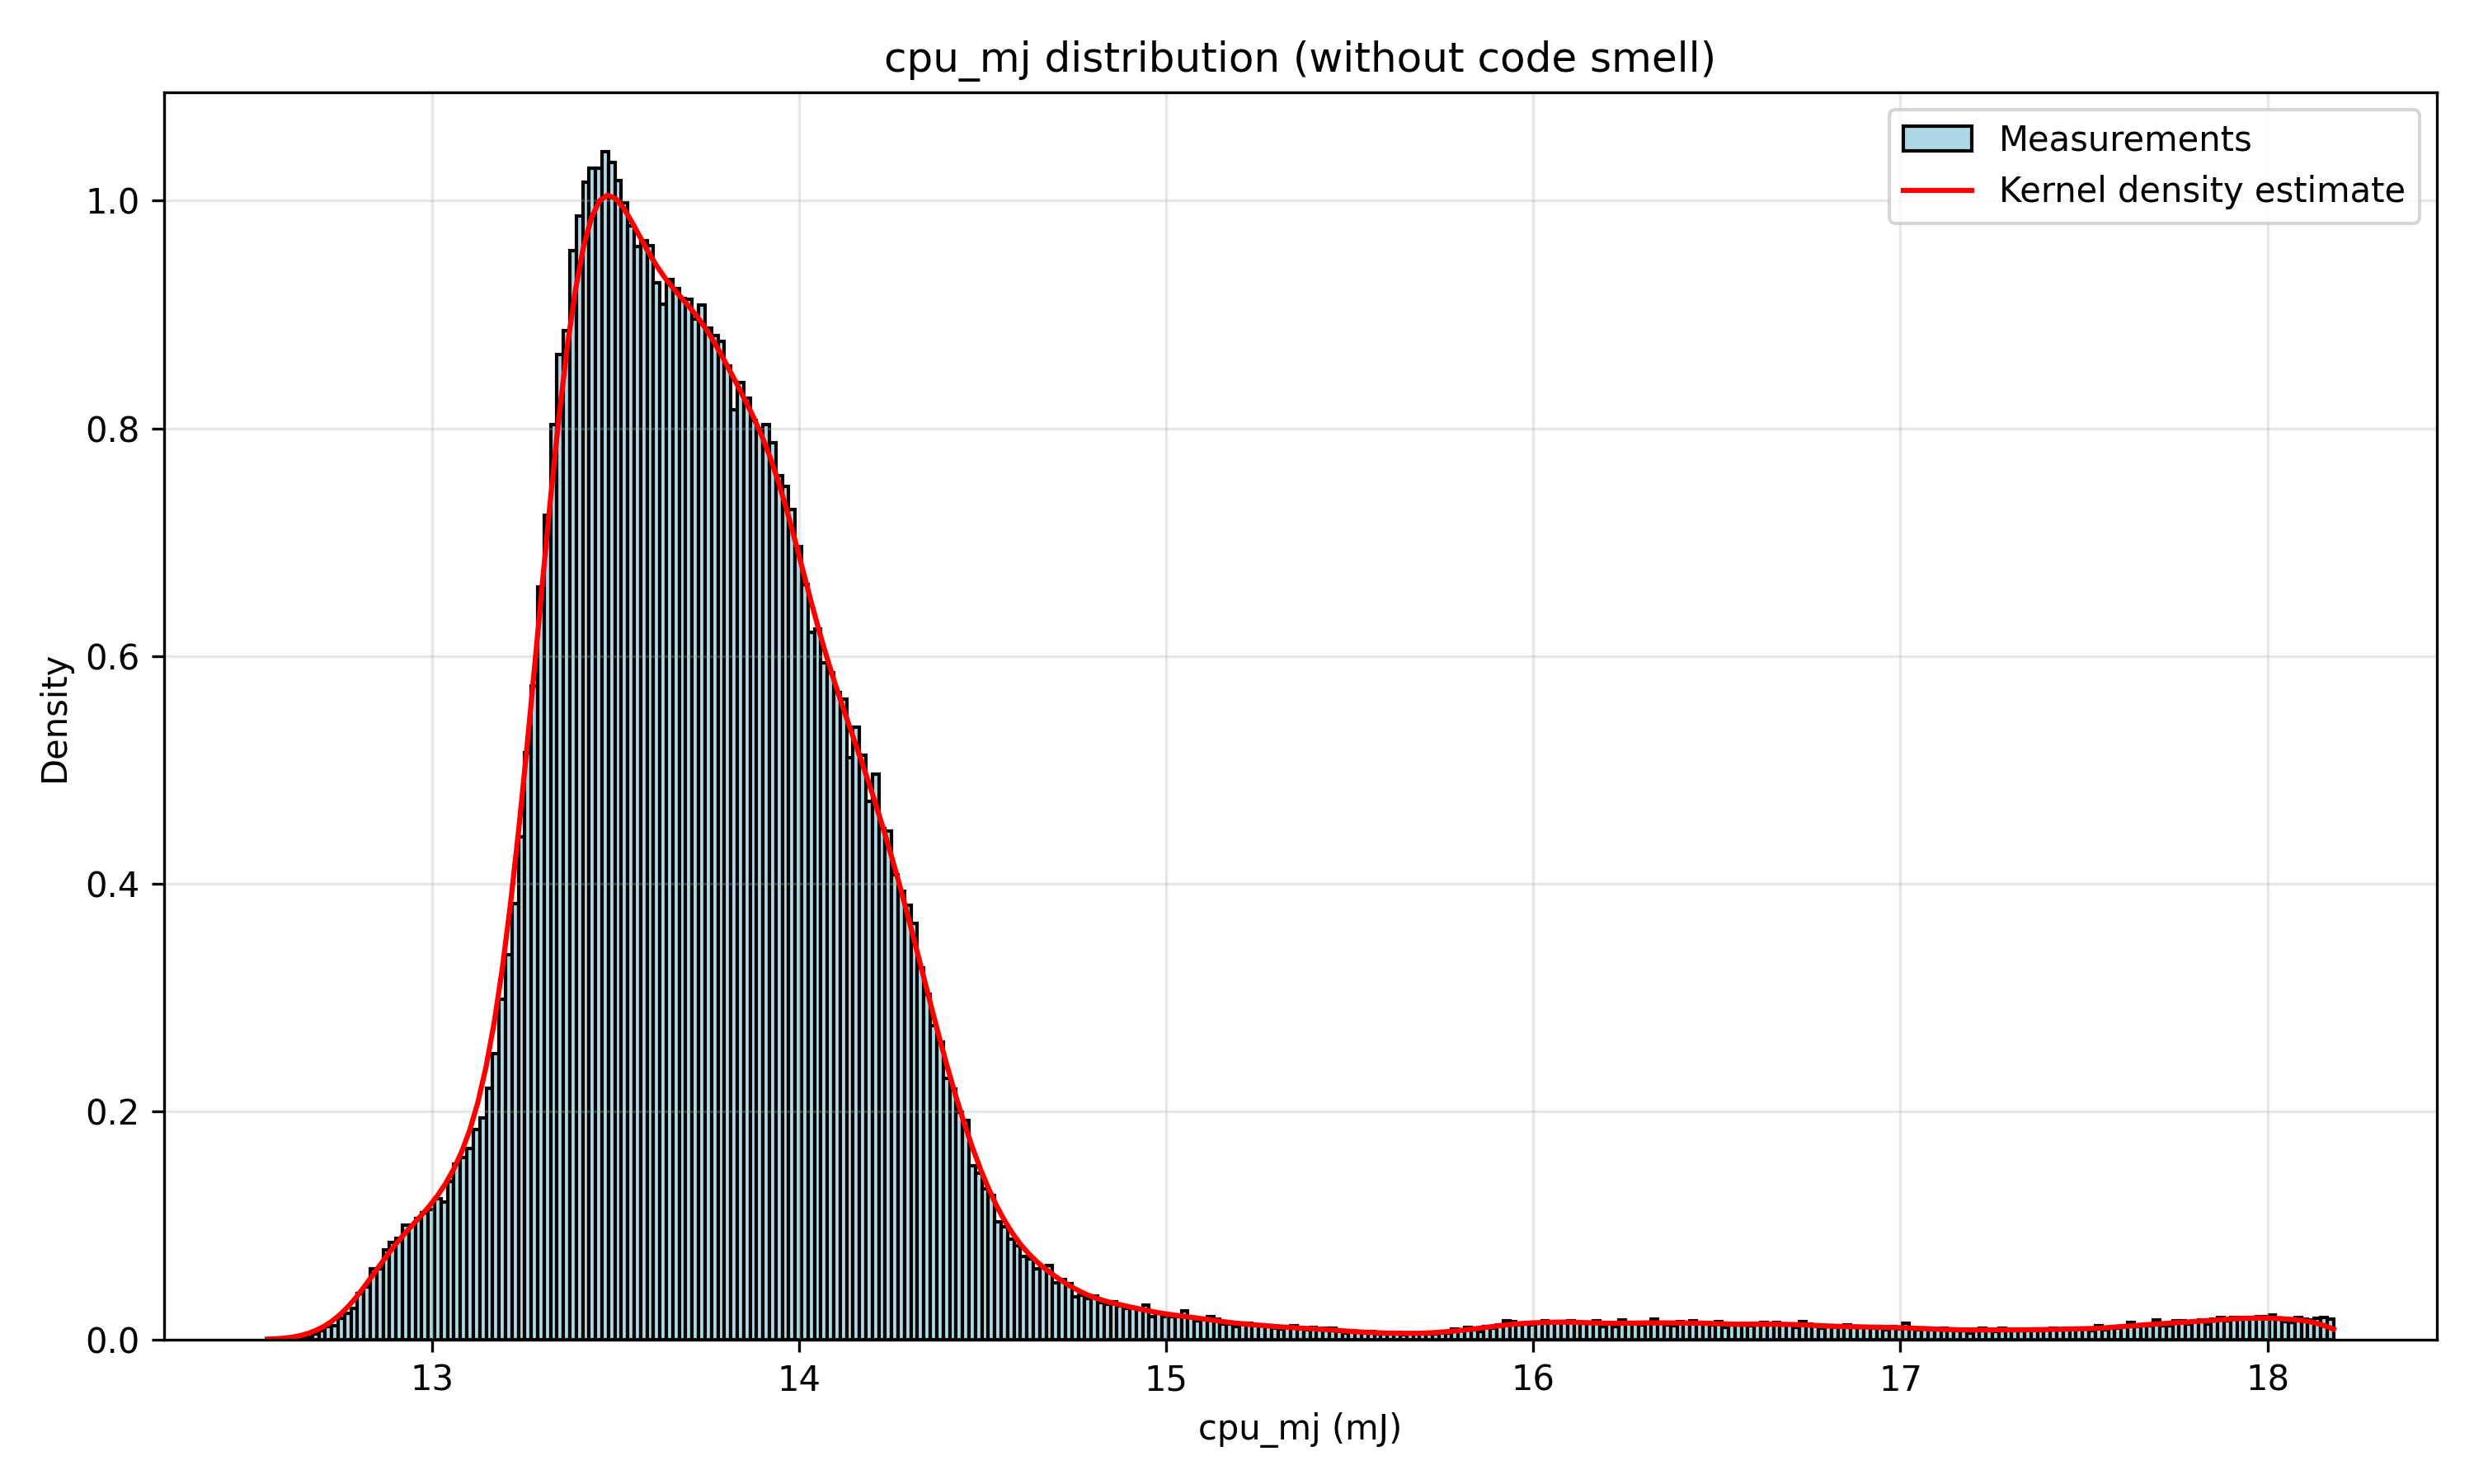 cpu_mj distribution (without code smell)
Measurements
Kernel density estimate
1.0
0.8
0.6
0.4
0.2
0.0
Density
13
14
15
16
17
18
cpu_mj (mJ)